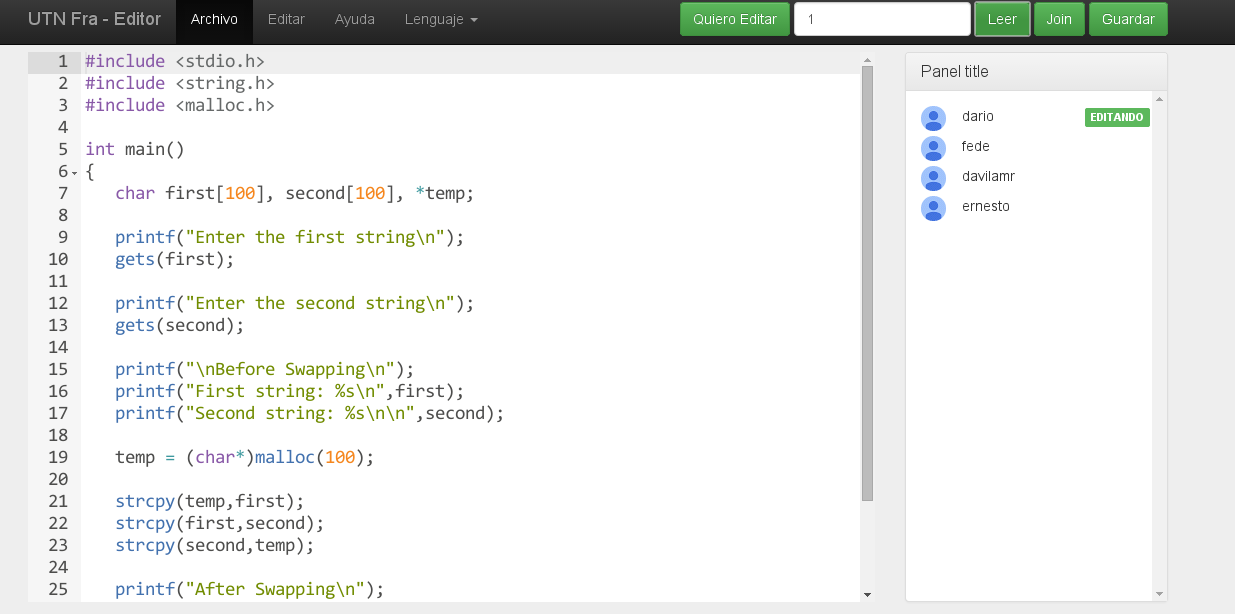 UTN Fra - Editor Archivo Editar Ayuda Lenguaje Quiero Editar 1 Leer Join Guardar
1 #include <stdio.h>
2 #include <string.h>
3 #include <malloc.h>
4
5 int main()
6 {
7 char first[100], second[100], *temp;
8
9 printf("Enter the first string\n");
10 gets(first);
11
12 printf("Enter the second string\n");
13 gets(second);
14
15 printf("\nBefore Swapping\n");
16 printf("First string: %s\n",first);
17 printf("Second string: %s\n\n",second);
18
19 temp = (char*)malloc(100);
20
21 strcpy(temp,first);
22 strcpy(first,second);
23 strcpy(second,temp);
24
25 printf("After Swapping\n");
Panel title
dario EDITANDO
fede
davilamr
ernesto